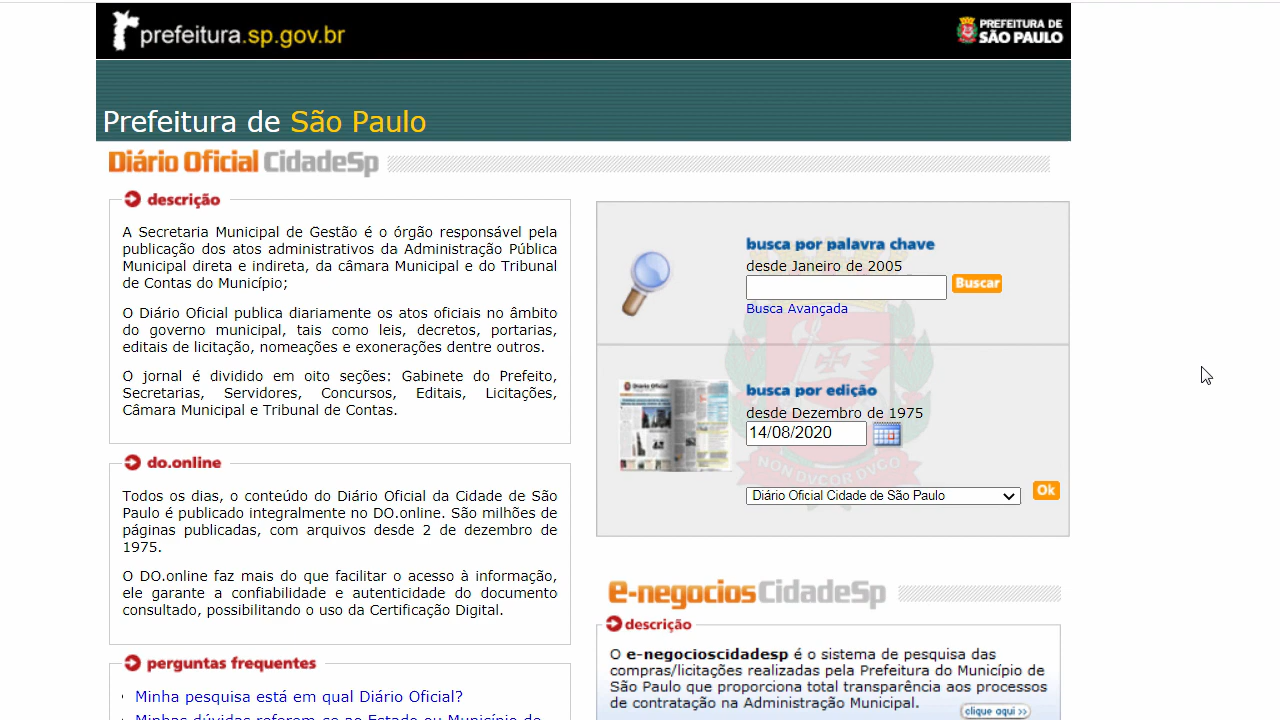 prefeitura.sp.gov.br
PREFEITURA DE
SÃO PAULO
Prefeitura de São Paulo
Diário Oficial CidadeSp
descrição
A Secretaria Municipal de Gestão é o órgão responsável pela
publicação dos atos administrativos da Administração Pública
Municipal direta e indireta, da câmara Municipal e do Tribunal
de Contas do Município;
O Diário Oficial publica diariamente os atos oficiais no âmbito
do governo municipal, tais como leis, decretos, portarias,
editais de licitação, nomeações e exonerações dentre outros.
O jornal é dividido em oito seções: Gabinete do Prefeito,
Secretarias, Servidores, Concursos, Editais, Licitações,
Câmara Municipal e Tribunal de Contas.
do.online
Todos os dias, o conteúdo do Diário Oficial da Cidade de São
Paulo é publicado integralmente no DO.online. São milhões de
páginas publicadas, com arquivos desde 2 de dezembro de
1975.
O DO.online faz mais do que facilitar o acesso à informação,
ele garante a confiabilidade e autenticidade do documento
consultado, possibilitando o uso da Certificação Digital.
perguntas frequentes
Minha pesquisa está em qual Diário Oficial?
Minhas dúvidas referem-se ao Estado ou Município de
busca por palavra chave
desde Janeiro de 2005
Buscar
Busca Avançada
busca por edição
desde Dezembro de 1975
14/08/2020
Diário Oficial
NON DVCOR DVCO
Diário Oficial Cidade de São Paulo
Ok
e-negociosCidadeSp
descrição
O e-negocioscidadesp é o sistema de pesquisa das
compras/licitações realizadas pela Prefeitura do Município de
São Paulo que proporciona total transparência aos processos
de contratação na Administração Municipal.
clique aqui >>